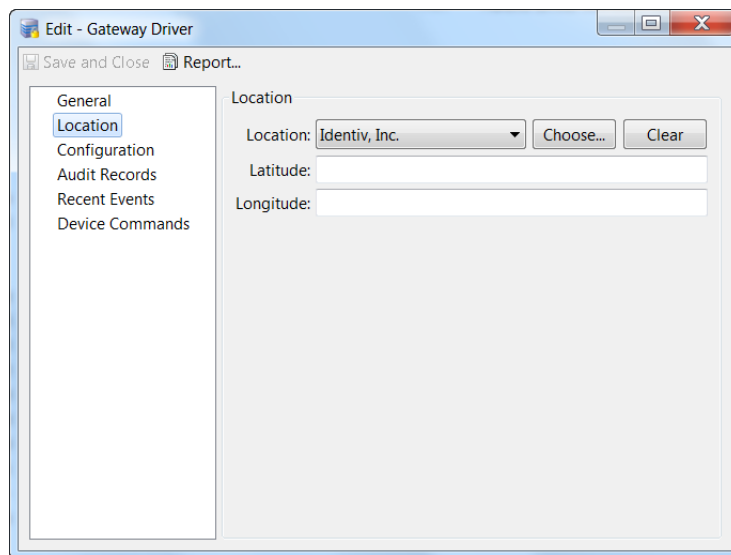 Edit - Gateway Driver
Save and Close Report...
General
Location
Configuration
Audit Records
Recent Events
Device Commands
Location
Location: Identiv, Inc. Choose... Clear
Latitude:
Longitude: